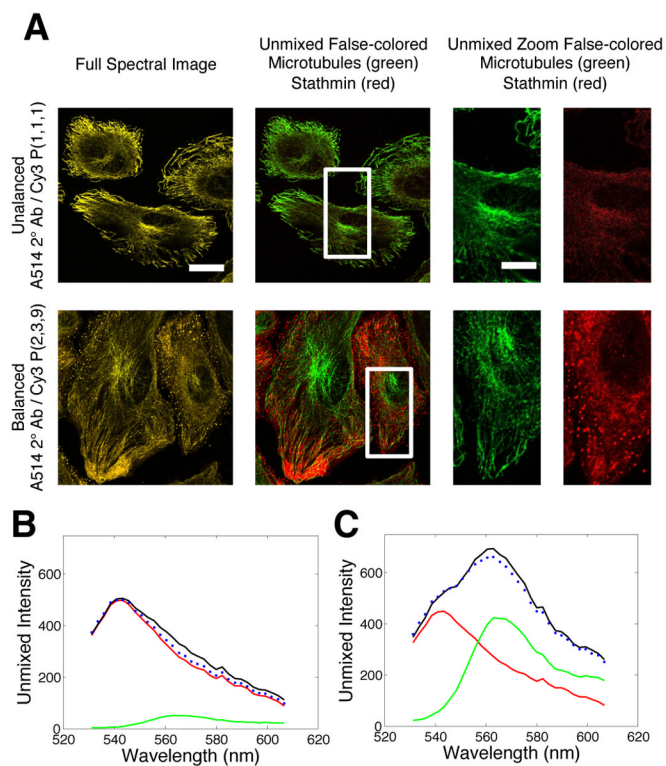 A
Full Spectral Image
Unmixed False-colored
Microtubules (green)
Stathmin (red)
Unmixed Zoom False-colored
Microtubules (green)
Stathmin (red)
Unalanced
A514 2° Ab / Cy3 P(1,1,1)
Balanced
A514 2° Ab / Cy3 P(2,3,9)
B
Unmixed Intensity
600
400
200
0
520 540 560 580 600 620
Wavelength (nm)
C
Unmixed Intensity
600
400
200
0
520 540 560 580 600 620
Wavelength (nm)